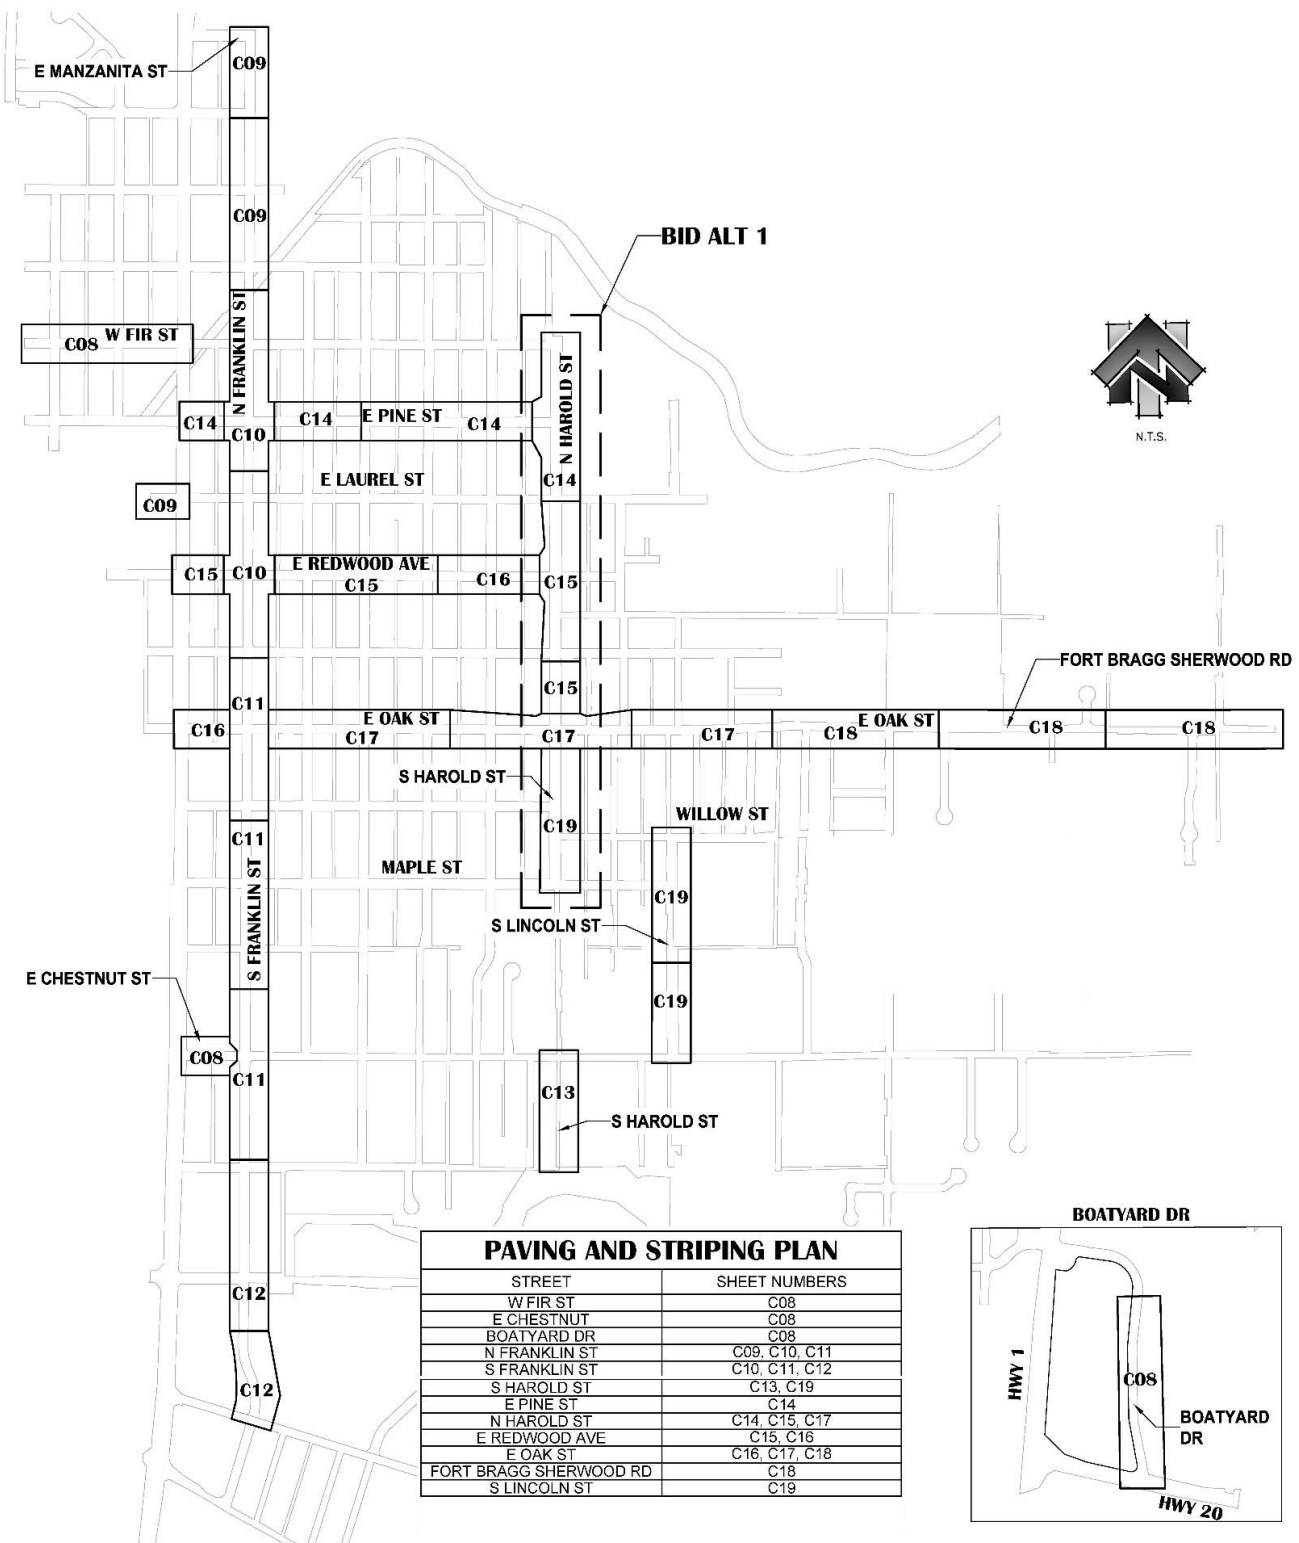 E MANZANITA ST
C09
C09
BID ALT 1
N FRANKLIN ST
C08 W FIR ST
N HAROLD ST
N.T.S.
C14
C10
C14
E PINE ST
C14
E LAUREL ST
C14
C09
E REDWOOD AVE
C15
C10
C15
C16
C15
FORT BRAGG SHERWOOD RD
C15
C11
C16
E OAK ST
C17
C17
C17
E OAK ST
C18
C18
C18
S HAROLD ST
WILLOW ST
C19
C11
S FRANKLIN ST
MAPLE ST
C19
S LINCOLN ST
E CHESTNUT ST
C19
C08
C11
C13
S HAROLD ST
C12
C12
PAVING AND STRIPING PLAN
STREET SHEET NUMBERS
W FIR ST C08
E CHESTNUT C08
BOATYARD DR C08
N FRANKLIN ST C09, C10, C11
S FRANKLIN ST C10, C11, C12
S HAROLD ST C13, C19
E PINE ST C14
N HAROLD ST C14, C15, C17
E REDWOOD AVE C15, C16
E OAK ST C16, C17, C18
FORT BRAGG SHERWOOD RD C18
S LINCOLN ST C19
BOATYARD DR
HWY 1
C08
BOATYARD
DR
HWY 20